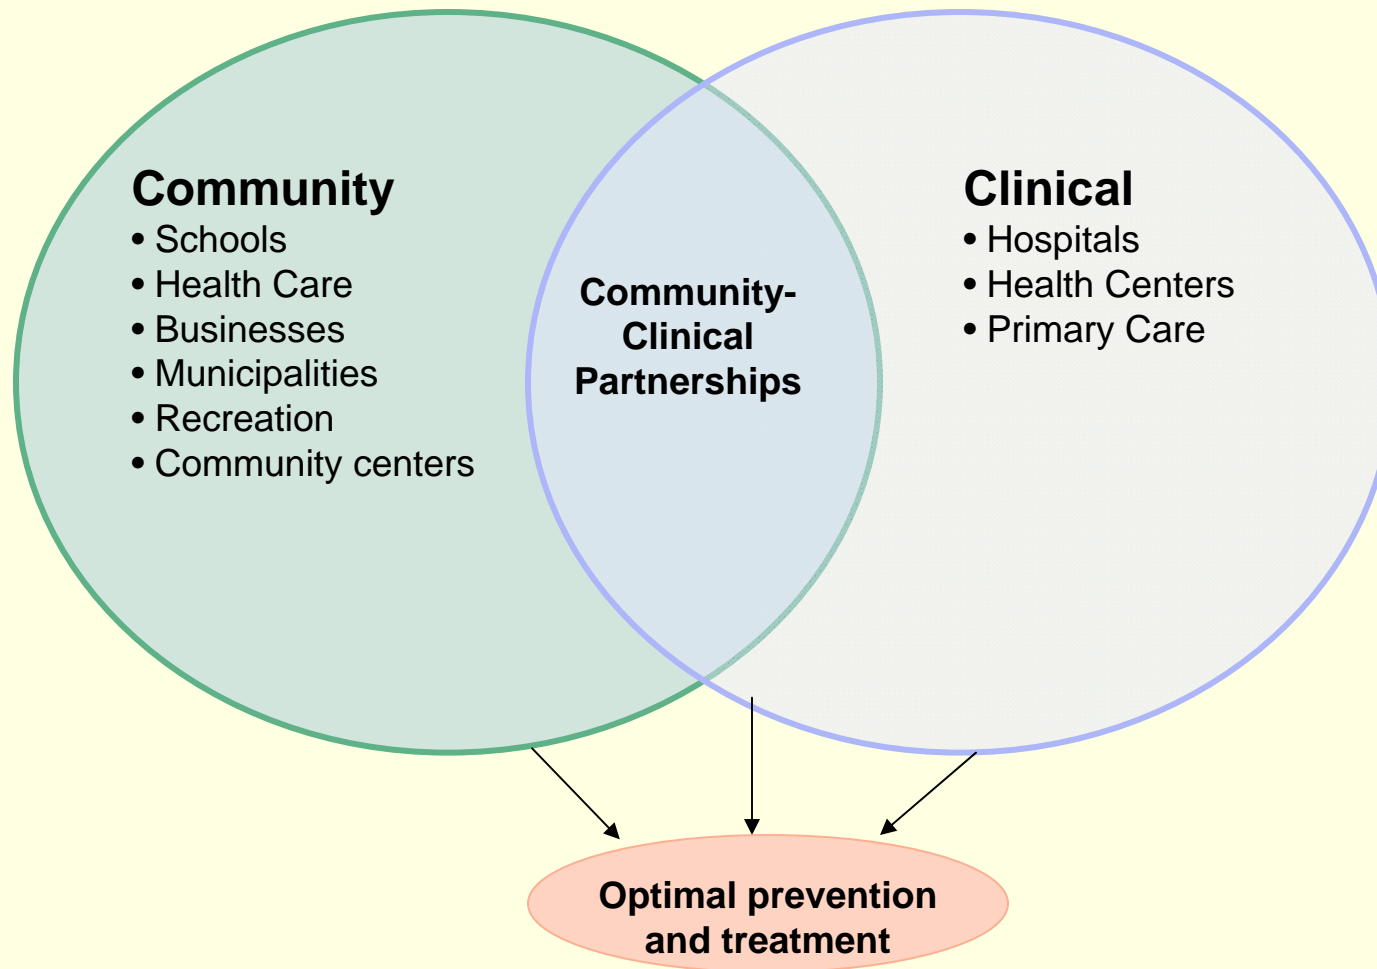 Community
• Schools
• Health Care
• Businesses
• Municipalities
• Recreation
• Community centers
Community-
Clinical
Partnerships
Clinical
• Hospitals
• Health Centers
• Primary Care
Optimal prevention
and treatment